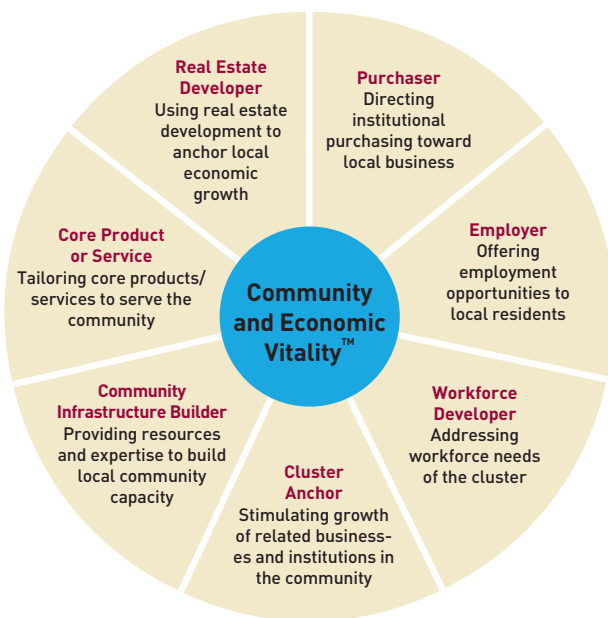 Real Estate
Developer
Using real estate
development to
anchor local
economic
growth
Purchaser
Directing
institutional
purchasing toward
local business
Employer
Offering
employment
opportunities to
local residents
Workforce
Developer
Addressing
workforce needs
of the cluster
Cluster
Anchor
Stimulating growth
of related business-
es and institutions in
the community
Community
Infrastructure Builder
Providing resources
and expertise to build
local community
capacity
Core Product
or Service
Tailoring core products/
services to serve the
community
Community
and Economic
Vitality™